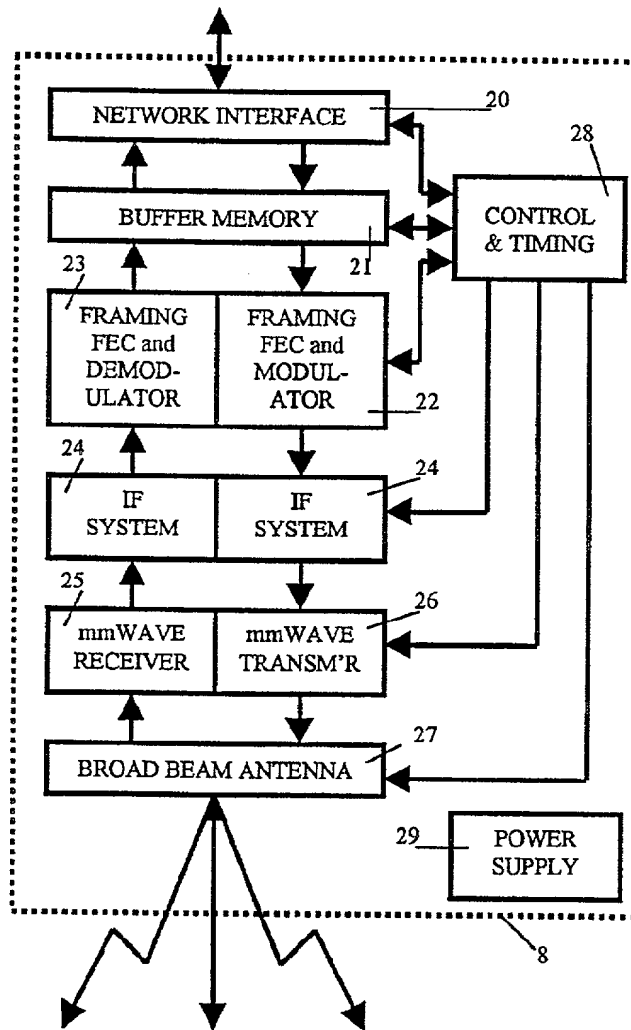 20
NETWORK INTERFACE
28
BUFFER MEMORY
CONTROL
& TIMING
21
23
FRAMING
FEC and
DEMOD-
ULATOR
FRAMING
FEC and
MODUL-
ATOR
22
24
IF
SYSTEM
24
IF
SYSTEM
25
mmWAVE
RECEIVER
26
mmWAVE
TRANSM'R
27
BROAD BEAM ANTENNA
29
POWER
SUPPLY
8